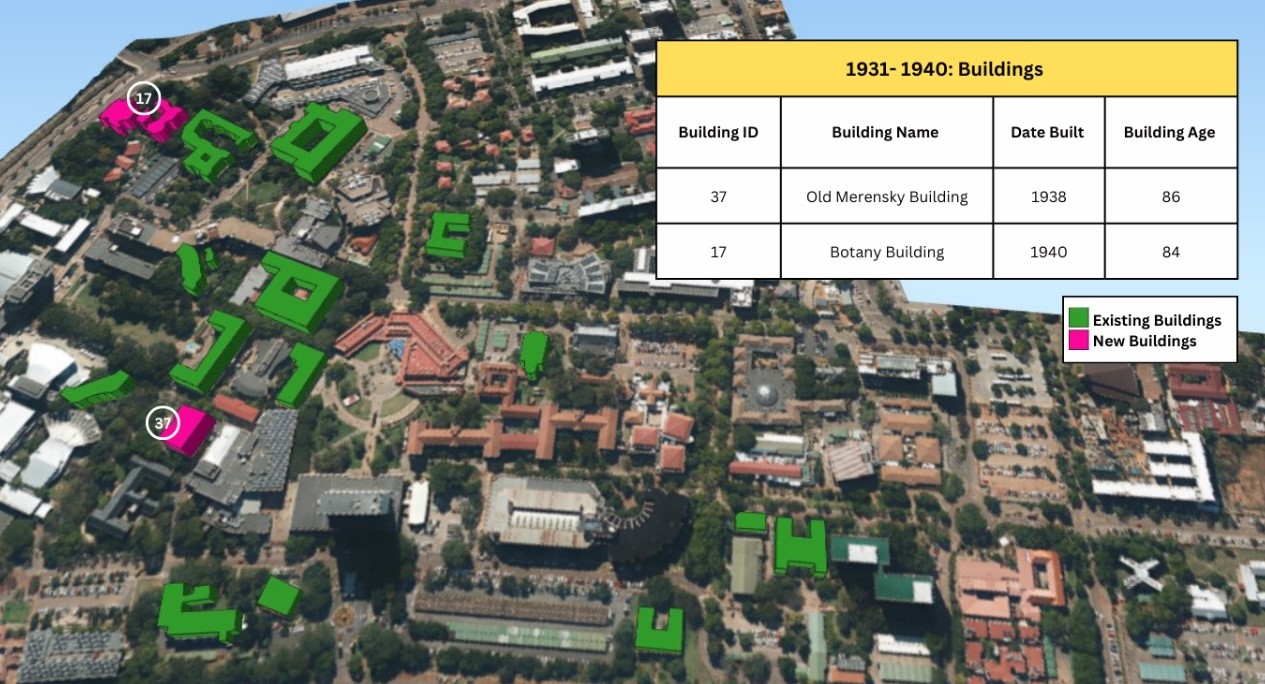 17
37
1931- 1940: Buildings
Building ID Building Name Date Built Building Age
37 Old Merensky Building 1938 86
17 Botany Building 1940 84
Existing Buildings
New Buildings